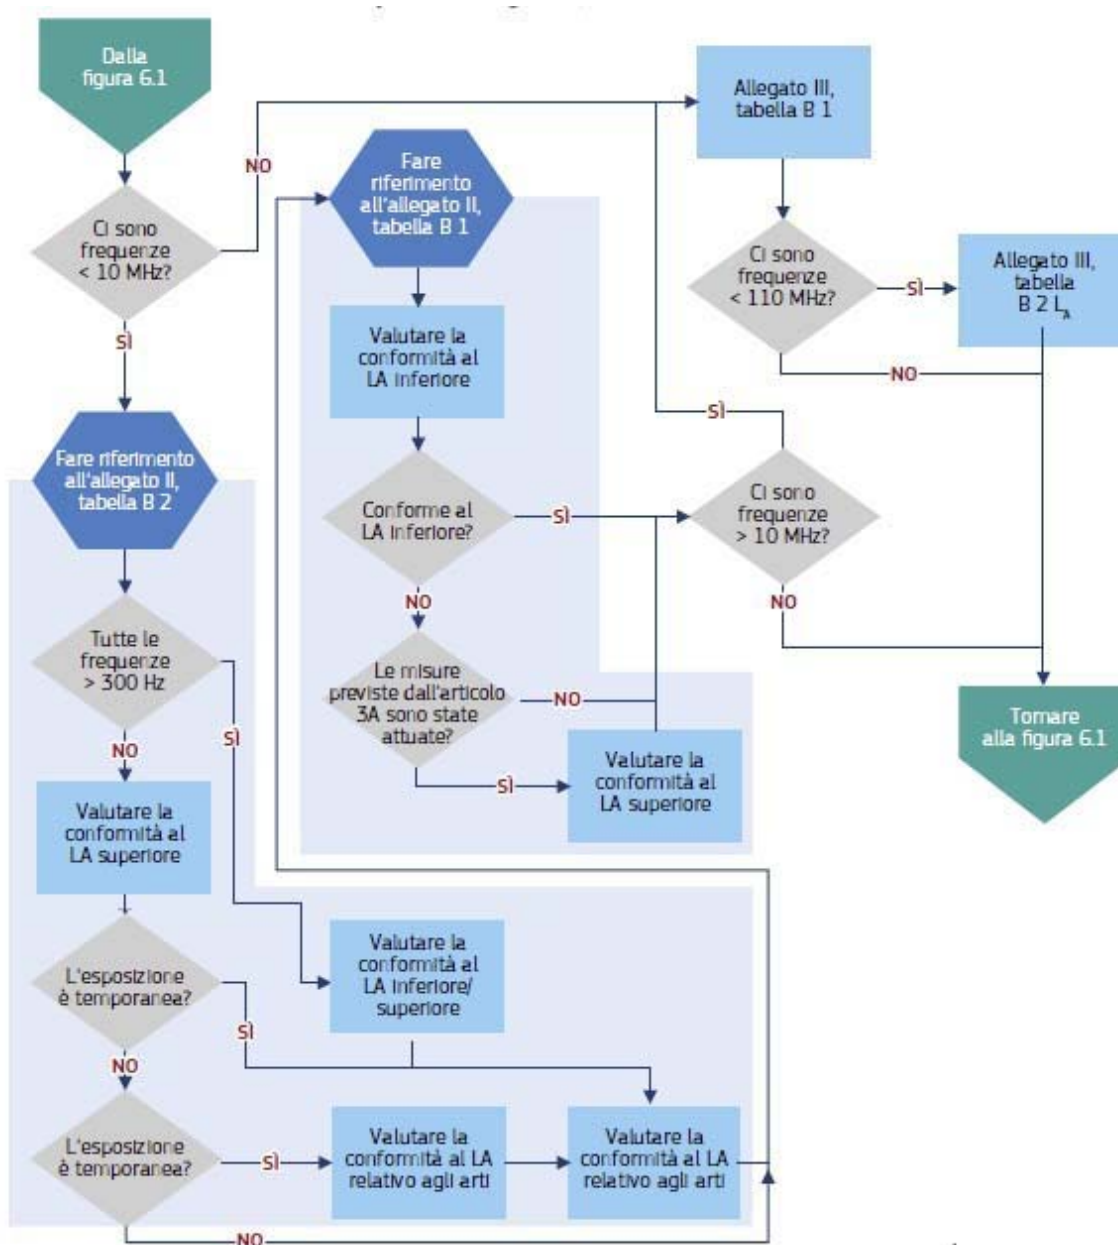 Dalla
figura 6.1
Ci sono
frequenze
< 10 MHz?
NO
SÌ
Fare riferimento
all'allegato II,
tabella B 2
Tutte le
frequenze
> 300 Hz
SÌ
NO
Valutare la
conformità al
LA superiore
L'esposizione
è temporanea?
SÌ
NO
L'esposizione
è temporanea?
SÌ
NO
Valutare la
conformità al
LA inferiore/
superiore
Valutare la
conformità al LA
relativo agli arti
Valutare la
conformità al LA
relativo agli arti
Fare
riferimento
all'allegato II,
tabella B 1
Valutare la
conformità al
LA inferiore
Conforme al
LA inferiore?
SÌ
NO
Le misure
previste dall'articolo
3A sono state
attuate?
NO
SÌ
Valutare la
conformità al
LA superiore
Ci sono
frequenze
> 10 MHz?
SÌ
NO
Allegato III,
tabella B 1
Ci sono
frequenze
< 110 MHz?
SÌ
NO
Allegato III,
tabella
B 2 LA
Tornare
alla figura 6.1